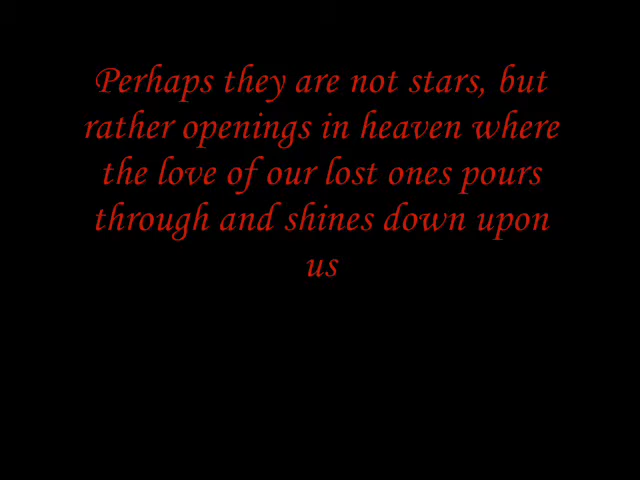 Perhaps they are not stars, but
rather openings in heaven where
the love of our lost ones pours
through and shines down upon
us